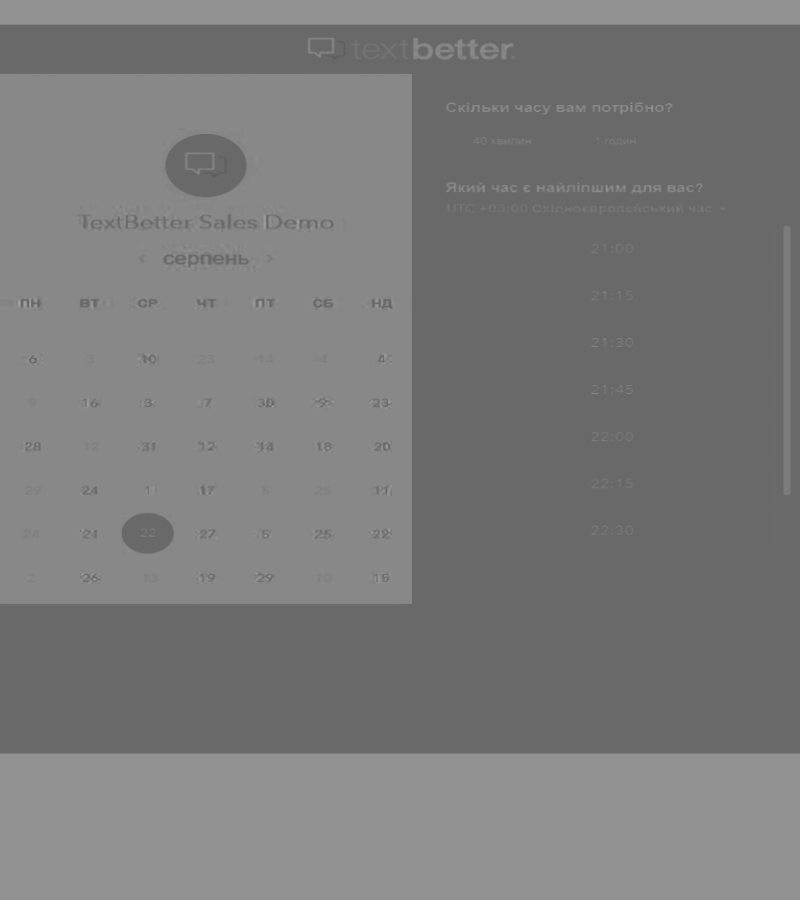 textbetter.
TextBetter Sales Demo
‹ серпень ›
ПН ВТ СР ЧТ ПТ СБ НД
6 3 10 23 14 4 4
9 16 3 7 30 9 23
28 12 31 12 14 18 20
29 24 1 17 6 25 11
24 21 22 27 5 25 22
2 26 13 19 29 10 15
Скільки часу вам потрібно?
40 хвилин 1 годин
Який час є найліпшим для вас?
UTC +03:00 Східноєвропейський час
21:00
21:15
21:30
21:45
22:00
22:15
22:30